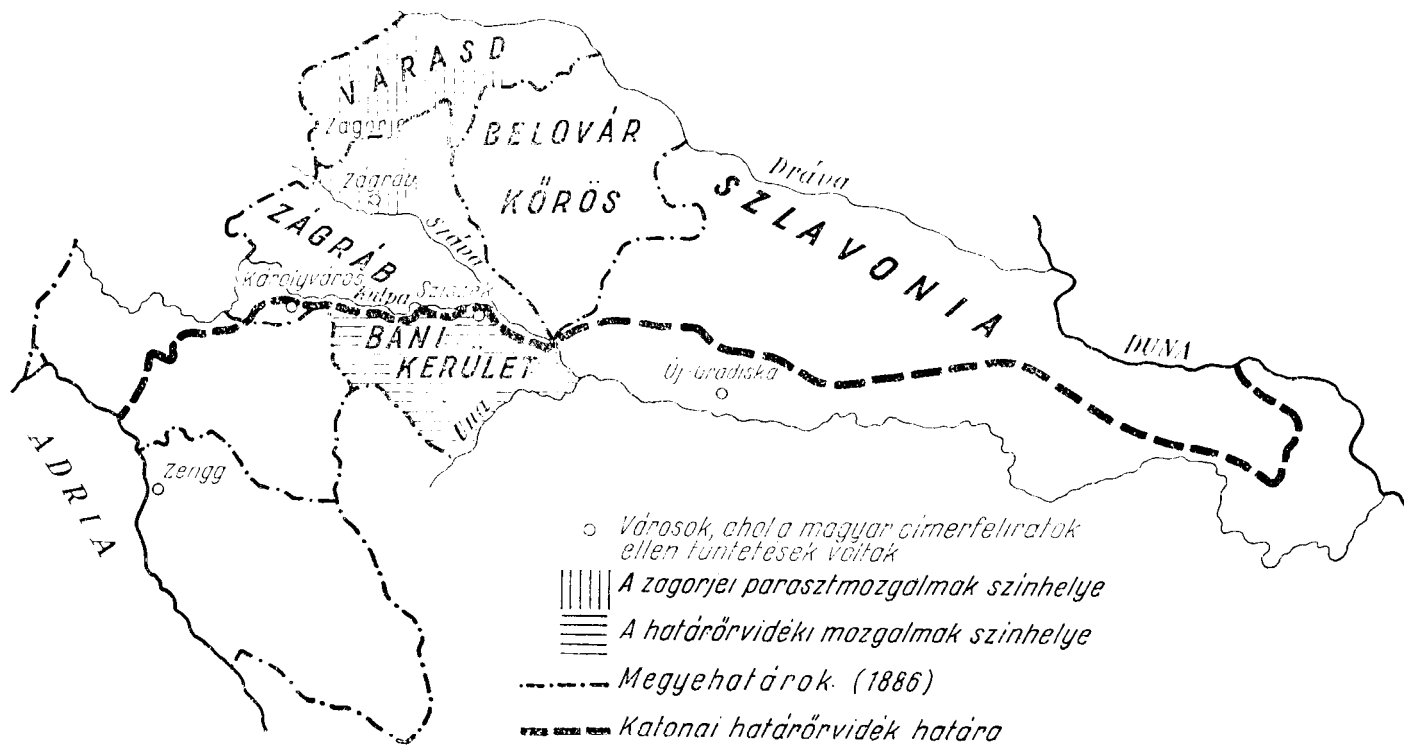 VARASD
Zagorje
BELOVÁR
KŐRÖS
Zágráb
ZÁGRÁB
Száva
Dráva
SZLAVONIA
Károlyváros
Kulpa
Sziszek
BÁNI
KERÜLET
Una
Új-Gradiska
DUNA
ADRIA
Zengg
Városok, ahol a magyar címerfeliratok
ellen tüntetések voltak
A zagorjei parasztmozgalmak színhelye
A határőrvidéki mozgalmak színhelye
Megyehatárok. (1886)
Katonai határőrvidék határa